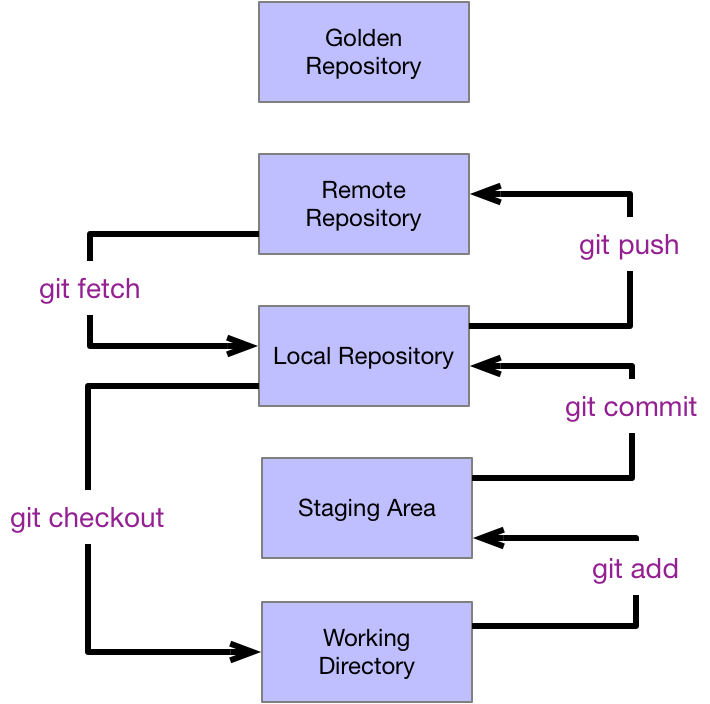 Golden
Repository
Remote
Repository
git push
git fetch
Local Repository
git commit
Staging Area
git checkout
git add
Working
Directory